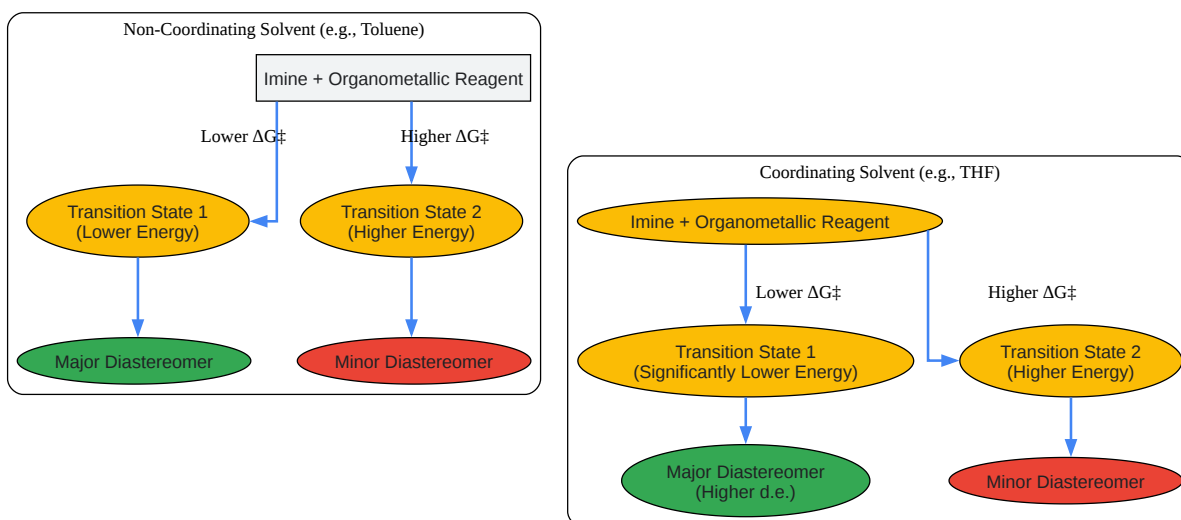 Non-Coordinating Solvent (e.g., Toluene)
Imine + Organometallic Reagent
Lower ΔG‡
Higher ΔG‡
Transition State 1
(Lower Energy)
Transition State 2
(Higher Energy)
Major Diastereomer
Minor Diastereomer
Coordinating Solvent (e.g., THF)
Imine + Organometallic Reagent
Lower ΔG‡
Higher ΔG‡
Transition State 1
(Significantly Lower Energy)
Transition State 2
(Higher Energy)
Major Diastereomer
(Higher d.e.)
Minor Diastereomer